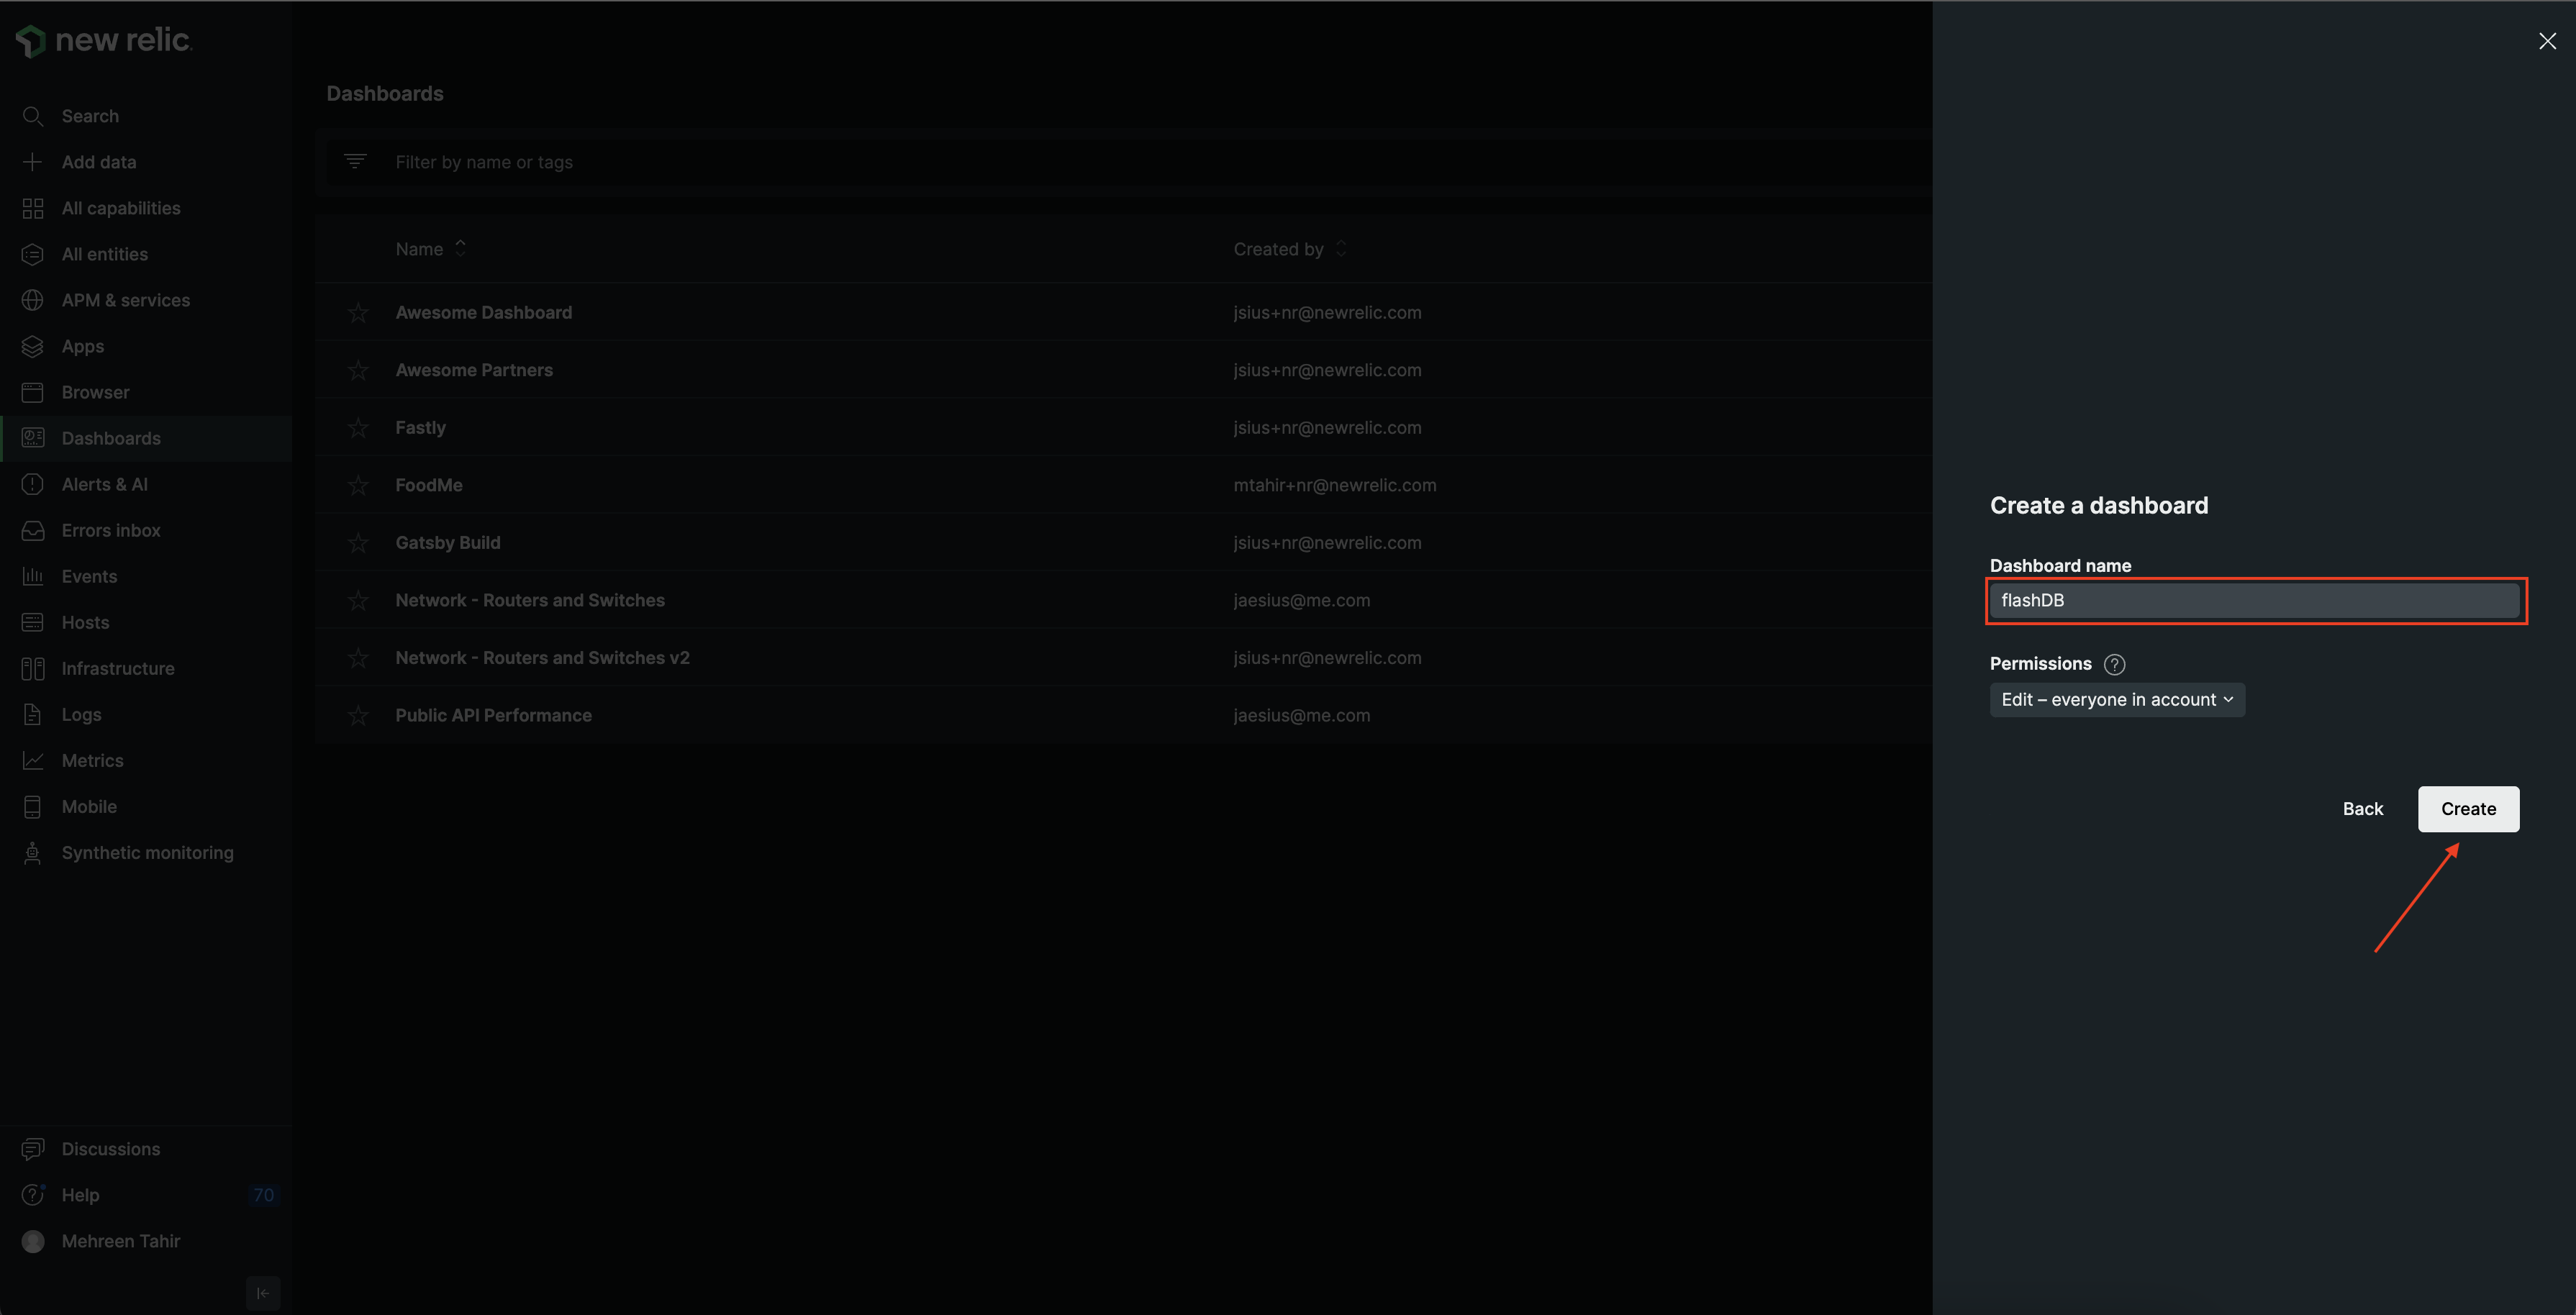 new relic.
Search
Add data
All capabilities
All entities
APM & services
Apps
Browser
Dashboards
Alerts & AI
Errors inbox
Events
Hosts
Infrastructure
Logs
Metrics
Mobile
Synthetic monitoring
Discussions
Help 70
Mehreen Tahir
Dashboards
Filter by name or tags
Name Created by
Awesome Dashboard jsius+nr@newrelic.com
Awesome Partners jsius+nr@newrelic.com
Fastly jsius+nr@newrelic.com
FoodMe mtahir+nr@newrelic.com
Gatsby Build jsius+nr@newrelic.com
Network - Routers and Switches jaesius@me.com
Network - Routers and Switches v2 jsius+nr@newrelic.com
Public API Performance jaesius@me.com
Create a dashboard
Dashboard name
flashDB
Permissions ?
Edit – everyone in account
Back Create